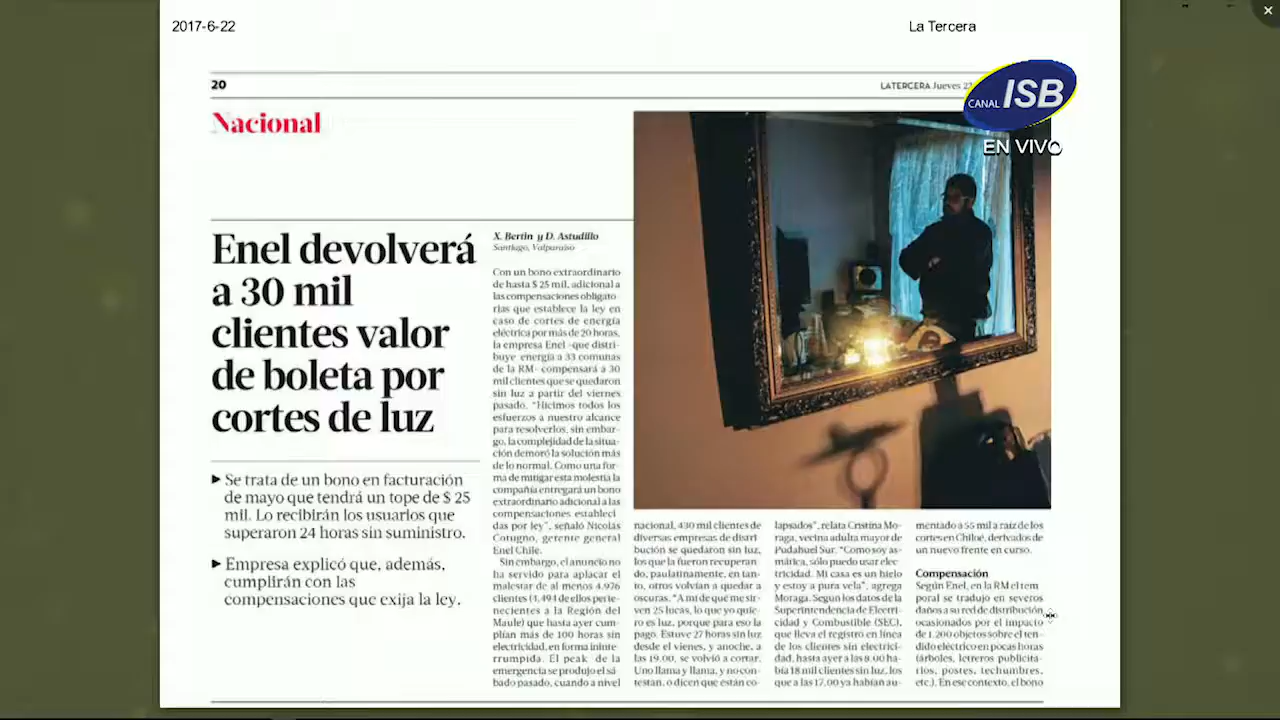 2017-6-22
La Tercera
20
LATERCERA Jueves 22
CANAL ISB
EN VIVO
Nacional
Enel devolverá
a 30 mil
clientes valor
de boleta por
cortes de luz
Se trata de un bono en facturación
de mayo que tendrá un tope de $ 25
mil. Lo recibirán los usuarios que
superaron 24 horas sin suministro.
Empresa explicó que, además,
cumplirán con las
compensaciones que exija la ley.
X. Bertin y D. Astudillo
Santiago, Valparaíso
Con un bono extraordinario
de hasta $ 25 mil, adicional a
las compensaciones obligato-
rias que establece la ley en
caso de cortes de energía
eléctrica por más de 20 horas,
la empresa Enel -que distri-
buye energía a 33 comunas
de la RM- compensará a 30
mil clientes que se quedaron
sin luz a partir del viernes
pasado. "Hicimos todos los
esfuerzos a nuestro alcance
para resolverlos, sin embar-
go, la complejidad de la situa-
ción demoró la solución más
de lo normal. Como una for-
ma de mitigar esta molestia la
compañía entregará un bono
extraordinario adicional a las
compensaciones estableci-
das por ley", señaló Nicolás
Cotugno, gerente general
Enel Chile.
Sin embargo, el anuncio no
ha servido para aplacar el
malestar de al menos 4.976
clientes (1.494 de ellos perte-
necientes a la Región del
Maule) que hasta ayer cum-
plían más de 100 horas sin
electricidad, en forma ininte-
rrumpida. El peak de la
emergencia se produjo el sá-
bado pasado, cuando a nivel
nacional, 430 mil clientes de
diversas empresas de distri-
bución se quedaron sin luz,
los que la fueron recuperan-
do, paulatinamente, en tan-
to, otros volvían a quedar a
oscuras. "A mi de qué me sir-
ven 25 lucas, lo que yo quie-
ro es luz, porque para eso la
pago. Estuve 27 horas sin luz
desde el vienes, y anoche, a
las 19.00, se volvió a cortar.
Uno llama y llama, y no con-
testan, o dicen que están co-
lapsados", relata Cristina Mo-
raga, vecina adulta mayor de
Pudahuel Sur. "Como soy as-
mática, sólo puedo usar elec-
tricidad. Mi casa es un hielo
y estoy a pura vela", agrega
Moraga. Según los datos de la
Superintendencia de Electri-
cidad y Combustible (SEC),
que lleva el registro en línea
de los clientes sin electrici-
dad, hasta ayer a las 8.00 ha-
bía 18 mil clientes sin luz, los
que a las 17.00 ya habían au-
mentado a 55 mil a raíz de los
cortes en Chiloé, derivados de
un nuevo frente en curso.
Compensación
Según Enel, en la RM el tem-
poral se tradujo en severos
daños a su red de distribución
ocasionados por el impacto
de 1.200 objetos sobre el ten-
dido eléctrico en pocas horas
(árboles, letreros publicita-
rios, postes, techumbres,
etc.). En ese contexto, el bono